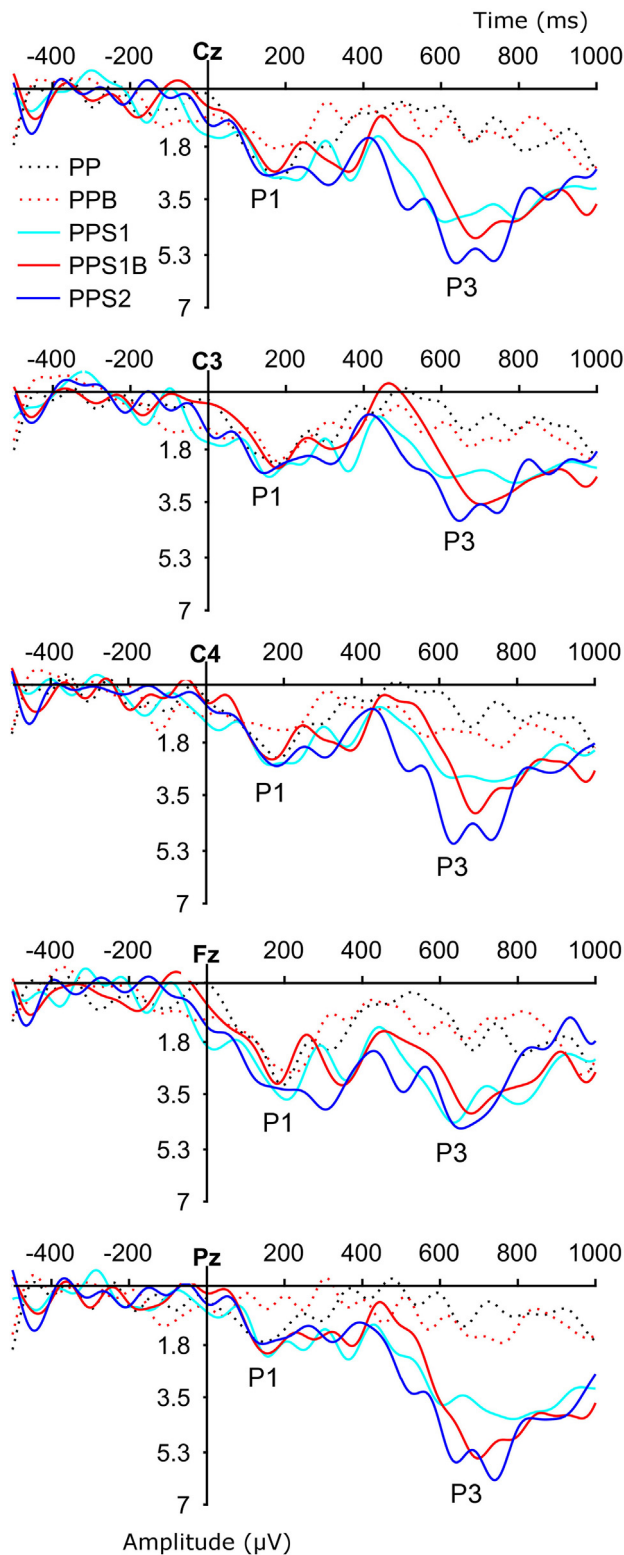 Time (ms)
-400 -200 Cz 200 400 600 800 1000
1.8
3.5
5.3
7
PP
PPB
PPS1
PPS1B
PPS2
P1
P3
-400 -200 C3 200 400 600 800 1000
1.8
3.5
5.3
7
P1
P3
-400 -200 C4 200 400 600 800 1000
1.8
3.5
5.3
7
P1
P3
-400 -200 Fz 200 400 600 800 1000
1.8
3.5
5.3
7
P1
P3
-400 -200 Pz 200 400 600 800 1000
1.8
3.5
5.3
7
P1
P3
Amplitude (µV)